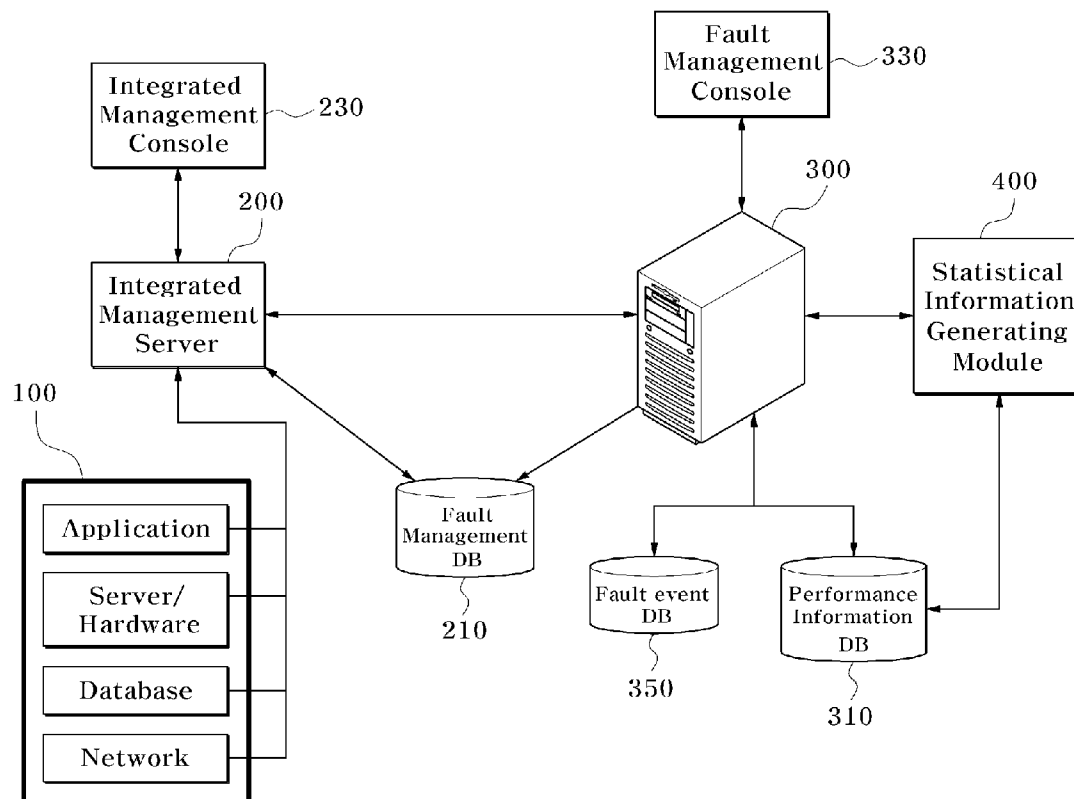 Fault
Management
Console
330
Integrated
Management
Console
230
300
400
200
Integrated
Management
Server
Statistical
Information
Generating
Module
100
Application
Server/
Hardware
Database
Network
Fault
Management
DB
210
Fault event
DB
350
Performance
Information
DB
310